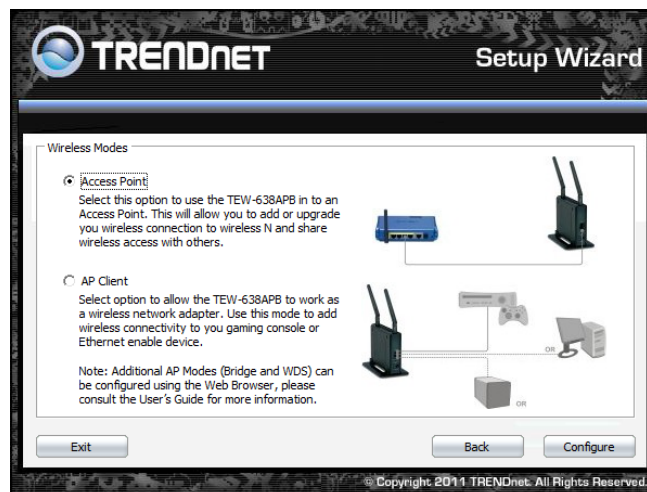 TRENDNET
Setup Wizard
Wireless Modes
Access Point
Select this option to use the TEW-638APB in to an
Access Point. This will allow you to add or upgrade
you wireless connection to wireless N and share
wireless access with others.
AP Client
Select option to allow the TEW-638APB to work as
a wireless network adapter. Use this mode to add
wireless connectivity to you gaming console or
Ethernet enable device.
OR
Note: Additional AP Modes (Bridge and WDS) can
be configured using the Web Browser, please
consult the User's Guide for more information.
OR
Exit
Back
Configure
© Copyright 2011 TRENDnet. All Rights Reserved.